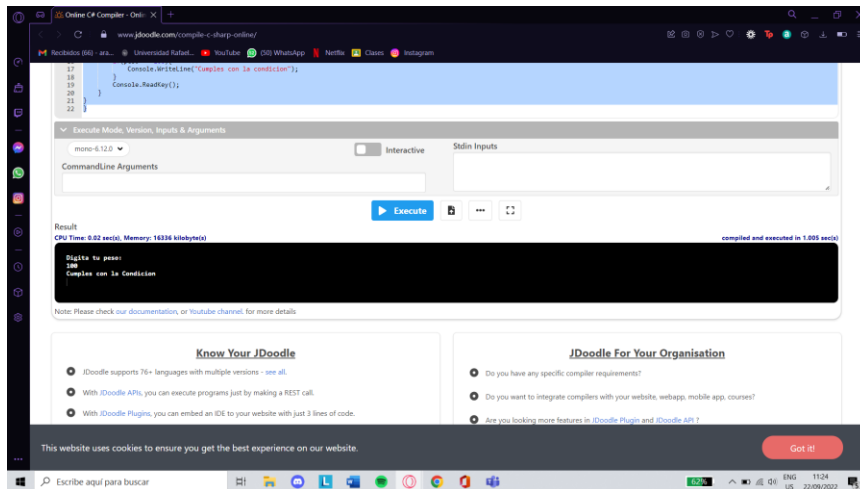 Online C# Compiler - Onlin
www.jdoodle.com/compile-c-sharp-online/
Recibidos (66) - ara... Universidad Rafael... YouTube (50) WhatsApp Netflix Clases Instagram
17 Console.WriteLine("Cumples con la condicion");
18 }
19 Console.ReadKey();
20 }
21 }
22 }
Execute Mode, Version, Inputs & Arguments
mono-6.12.0 Interactive Stdin Inputs
CommandLine Arguments
Execute
Result
CPU Time: 0.02 sec(s), Memory: 16336 kilobyte(s) compiled and executed in 1.005 sec(s)
Digita tu peso:
100
Cumples con la Condicion
Note: Please check our documentation, or Youtube channel. for more details
Know Your JDoodle
JDoodle For Your Organisation
JDoodle supports 76+ languages with multiple versions - see all.
Do you have any specific compiler requirements?
With JDoodle APIs, you can execute programs just by making a REST call.
Do you want to integrate compilers with your website, webapp, mobile app, courses?
With JDoodle Plugins, you can embed an IDE to your website with just 3 lines of code.
Are you looking more features in JDoodle Plugin and JDoodle API ?
This website uses cookies to ensure you get the best experience on our website. Got it!
Escribe aquí para buscar
62% ENG 11:24
US 22/09/2022